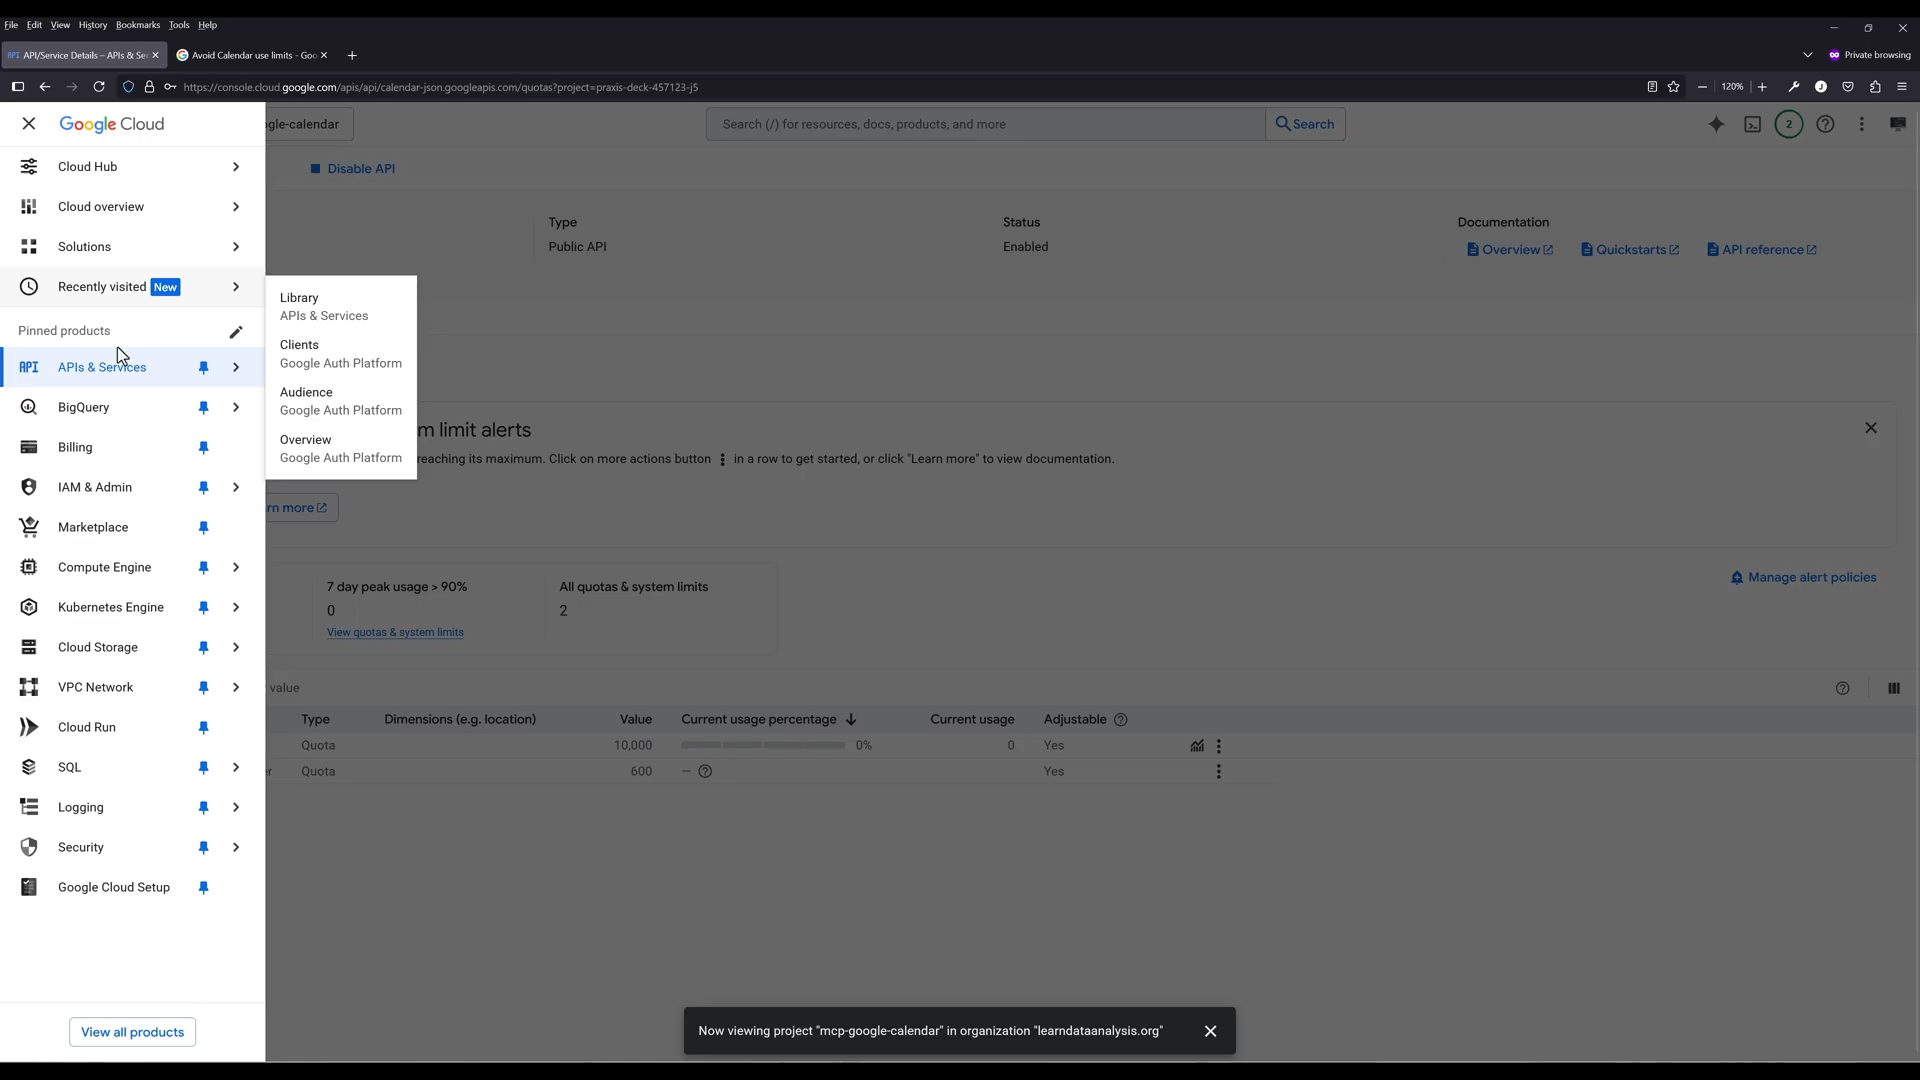 File Edit View History Bookmarks Tools Help
API API/Service Details – APIs & Ser
Avoid Calendar use limits - Goo
Private browsing
https://console.cloud.google.com/apis/api/calendar-json.googleapis.com/quotas?project=praxis-deck-457123-j5
120%
Google Cloud
gle-calendar
Search (/) for resources, docs, products, and more
Search
2
Cloud Hub
Disable API
Cloud overview
Type
Status
Documentation
Solutions
Public API
Enabled
Overview
Quickstarts
API reference
Recently visited New
Library
APIs & Services
Clients
Google Auth Platform
Audience
Google Auth Platform
Overview
Google Auth Platform
Pinned products
API APIs & Services
BigQuery
Billing
IAM & Admin
Marketplace
Compute Engine
Kubernetes Engine
Cloud Storage
VPC Network
Cloud Run
SQL
Logging
Security
Google Cloud Setup
View all products
m limit alerts
reaching its maximum. Click on more actions button in a row to get started, or click "Learn more" to view documentation.
rn more
7 day peak usage > 90%
0
View quotas & system limits
All quotas & system limits
2
Manage alert policies
value
Type Dimensions (e.g. location) Value Current usage percentage Current usage Adjustable
Quota 10,000 0% 0 Yes
r Quota 600 — Yes
Now viewing project "mcp-google-calendar" in organization "learndataanalysis.org"